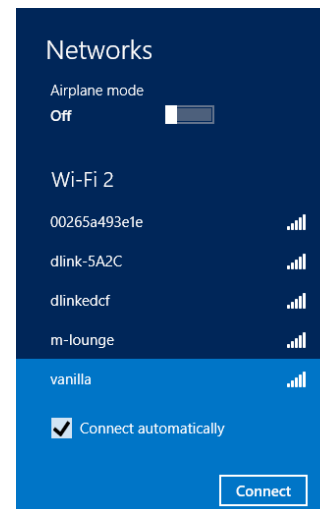 Networks
Airplane mode
Off
Wi-Fi 2
00265a493e1e
dlink-5A2C
dlinkedcf
m-lounge
vanilla
Connect automatically
Connect